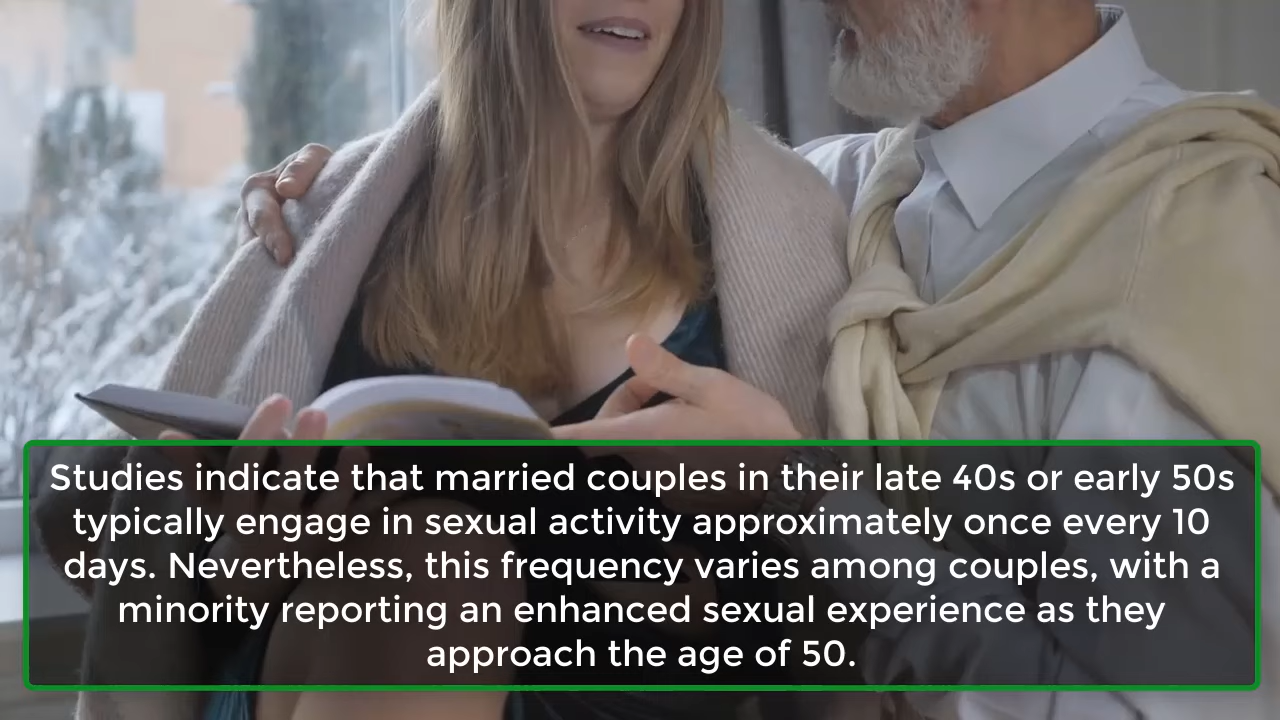 Studies indicate that married couples in their late 40s or early 50s
typically engage in sexual activity approximately once every 10
days. Nevertheless, this frequency varies among couples, with a
minority reporting an enhanced sexual experience as they
approach the age of 50.